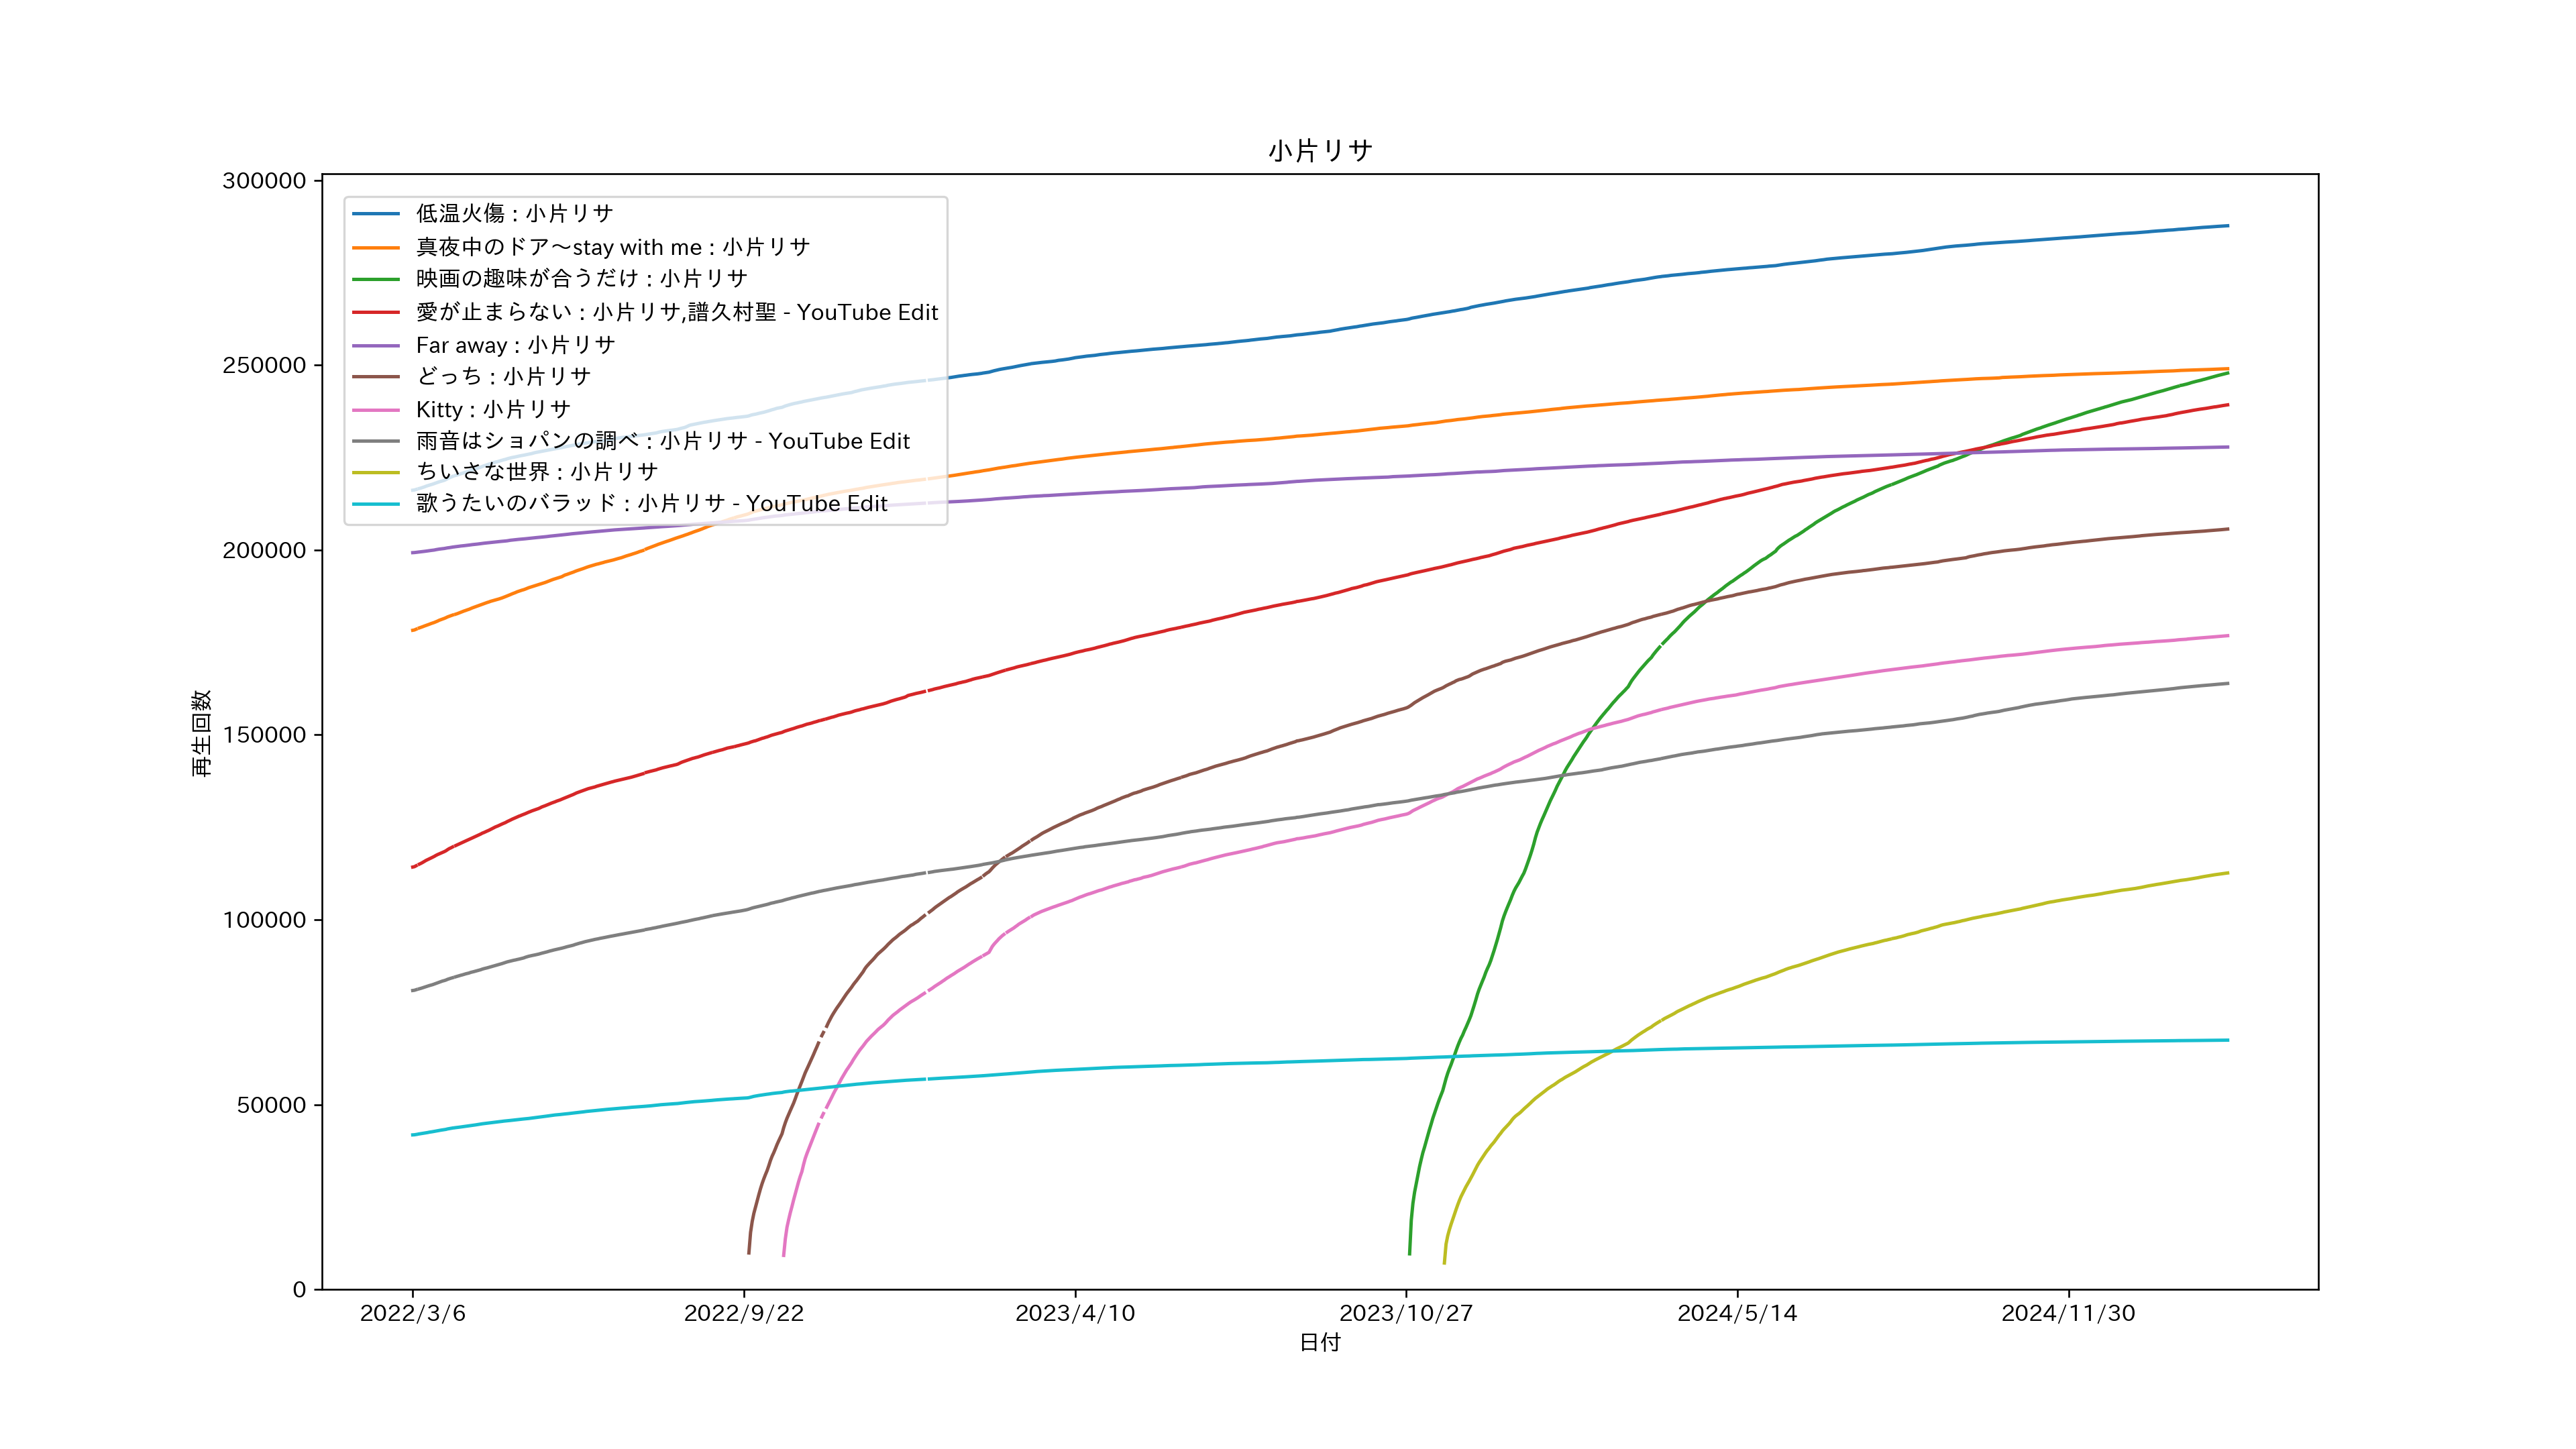 小片リサ
300000
250000
200000
150000
100000
50000
0
再生回数
低温火傷 : 小片リサ
真夜中のドア〜stay with me : 小片リサ
映画の趣味が合うだけ : 小片リサ
愛が止まらない : 小片リサ,譜久村聖 - YouTube Edit
Far away : 小片リサ
どっち : 小片リサ
Kitty : 小片リサ
雨音はショパンの調べ : 小片リサ - YouTube Edit
ちいさな世界 : 小片リサ
歌うたいのバラッド : 小片リサ - YouTube Edit
2022/3/6
2022/9/22
2023/4/10
2023/10/27
2024/5/14
2024/11/30
日付